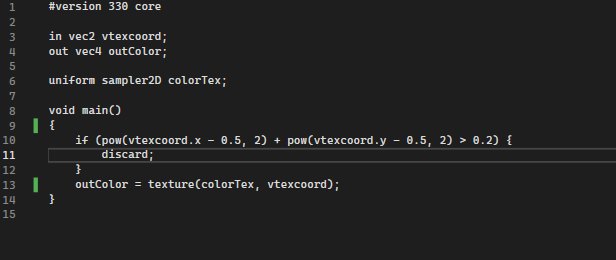 1 #version 330 core
2
3 in vec2 vtexcoord;
4 out vec4 outColor;
5
6 uniform sampler2D colorTex;
7
8 void main()
9 {
10     if (pow(vtexcoord.x - 0.5, 2) + pow(vtexcoord.y - 0.5, 2) > 0.2) {
11         discard;
12     }
13     outColor = texture(colorTex, vtexcoord);
14 }
15